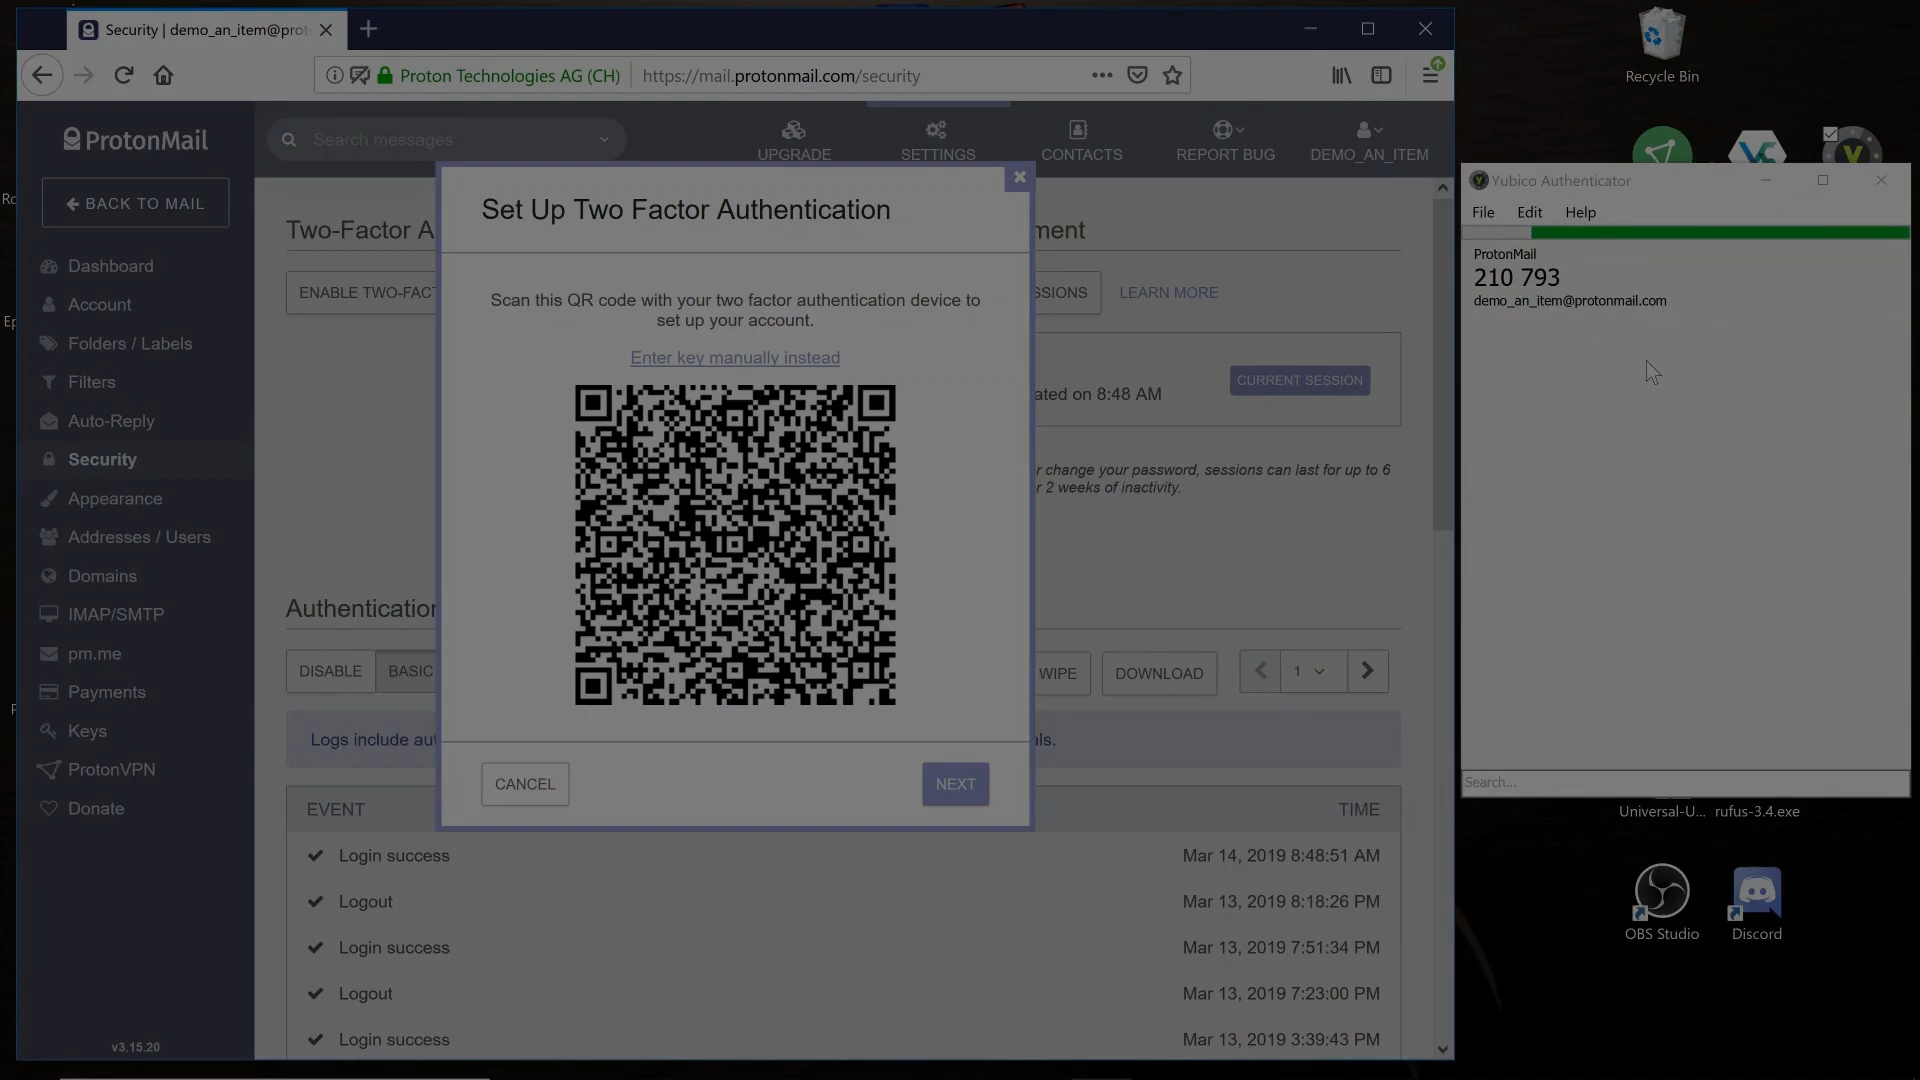 Security | demo_an_item@prot
Proton Technologies AG (CH)
https://mail.protonmail.com/security
Recycle Bin
ProtonMail
Search messages
UPGRADE
SETTINGS
CONTACTS
REPORT BUG
DEMO_AN_ITEM
BACK TO MAIL
Dashboard
Account
Folders / Labels
Filters
Auto-Reply
Security
Appearance
Addresses / Users
Domains
IMAP/SMTP
pm.me
Payments
Keys
ProtonVPN
Donate
v3.15.20
Two-Factor A
ment
ENABLE TWO-FACT
SSIONS
LEARN MORE
ated on 8:48 AM
CURRENT SESSION
r change your password, sessions can last for up to 6
r 2 weeks of inactivity.
Set Up Two Factor Authentication
Scan this QR code with your two factor authentication device to
set up your account.
Enter key manually instead
CANCEL
NEXT
Authentication
DISABLE
BASIC
WIPE
DOWNLOAD
1
Logs include aut
ls.
EVENT
TIME
Login success
Mar 14, 2019 8:48:51 AM
Logout
Mar 13, 2019 8:18:26 PM
Login success
Mar 13, 2019 7:51:34 PM
Logout
Mar 13, 2019 7:23:00 PM
Login success
Mar 13, 2019 3:39:43 PM
Yubico Authenticator
File
Edit
Help
ProtonMail
210 793
demo_an_item@protonmail.com
Search...
Universal-U...
rufus-3.4.exe
OBS Studio
Discord